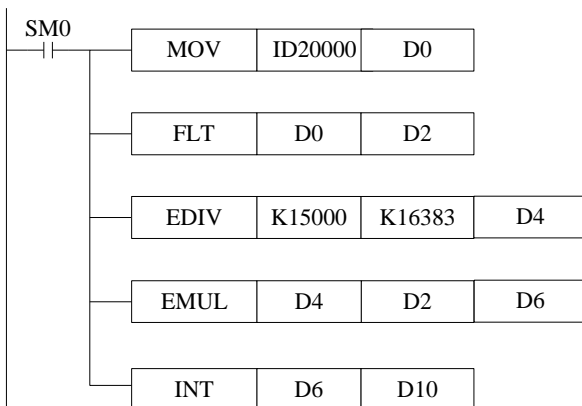 SM0
MOV ID20000 D0
FLT D0 D2
EDIV K15000 K16383 D4
EMUL D4 D2 D6
INT D6 D10